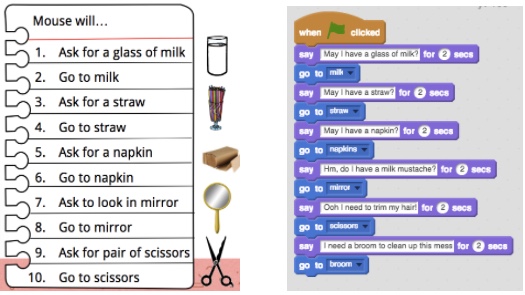 Mouse will...
1. Ask for a glass of milk
2. Go to milk
3. Ask for a straw
4. Go to straw
5. Ask for a napkin
6. Go to napkin
7. Ask to look in mirror
8. Go to mirror
9. Ask for pair of scissors
10. Go to scissors
when clicked
say May I have a glass of milk? for 2 secs
go to milk
say May I have a straw? for 2 secs
go to straw
say May I have a napkin? for 2 secs
go to napkins
say Hm, do I have a milk mustache? for 2 secs
go to mirror
say Ooh I need to trim my hair! for 2 secs
go to scissors
say I need a broom to clean up this mess for 2 secs
go to broom